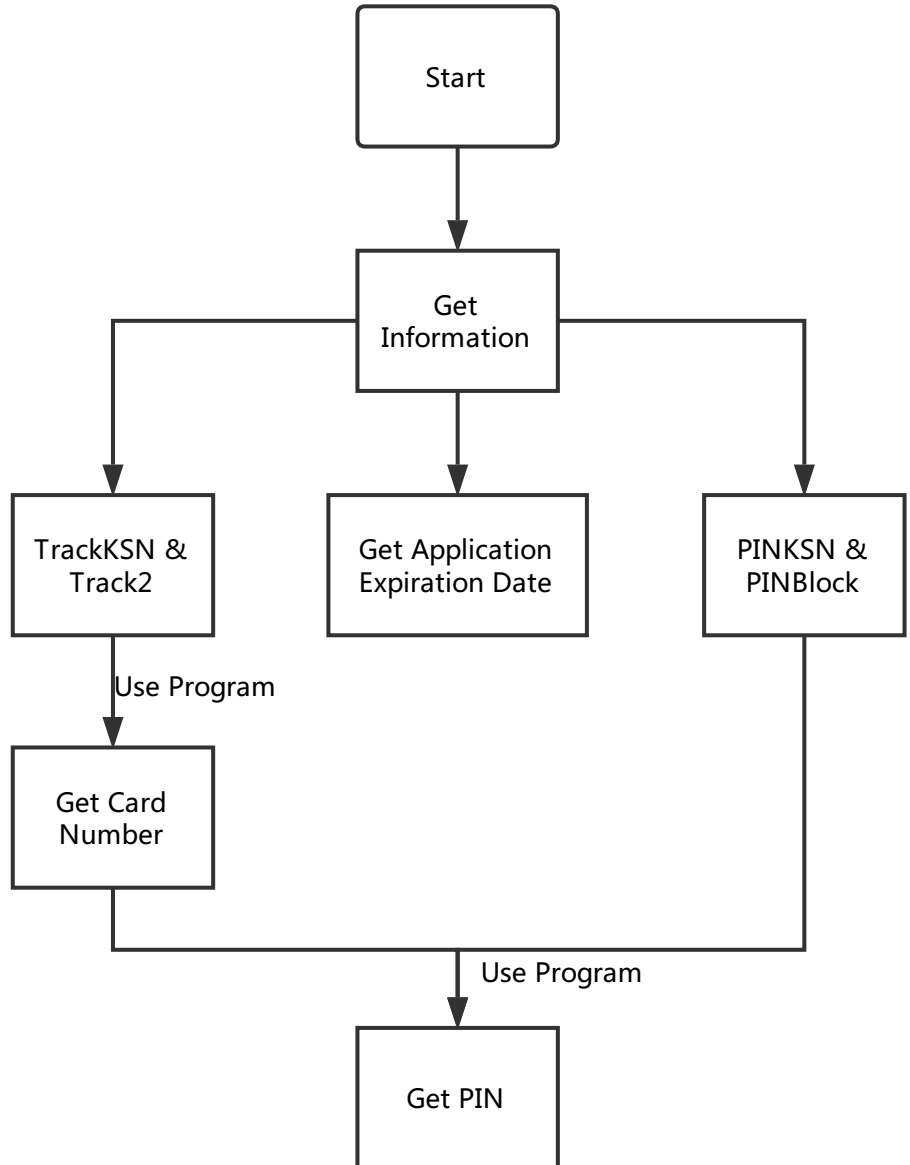 Start
Get
Information
TrackKSN &
Track2
Get Application
Expiration Date
PINKSN &
PINBlock
Use Program
Get Card
Number
Use Program
Get PIN